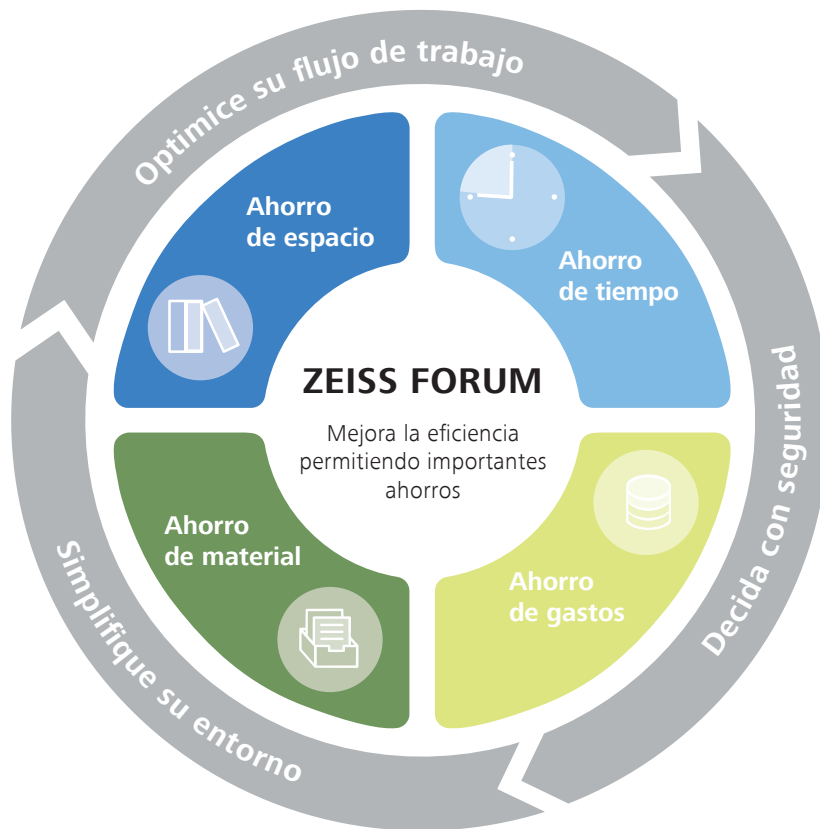 Optimice su flujo de trabajo
Ahorro
de espacio
Ahorro
de tiempo
ZEISS FORUM
Mejora la eficiencia
permitiendo importantes
ahorros
Decida con seguridad
Ahorro
de material
Ahorro
de gastos
Simplifique su entorno